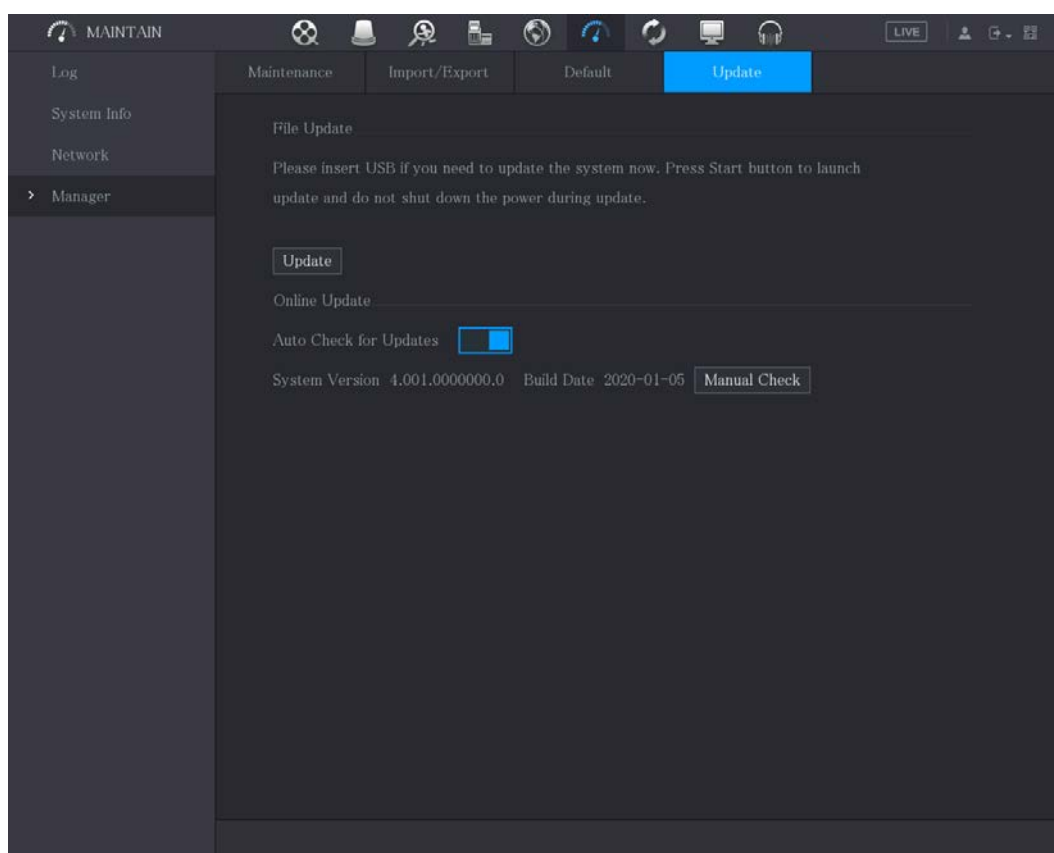 MAINTAIN
LIVE
Log
System Info
Network
Manager
Maintenance
Import/Export
Default
Update
File Update
Please insert USB if you need to update the system now. Press Start button to launch
update and do not shut down the power during update.
Update
Online Update
Auto Check for Updates
System Version 4.001.0000000.0 Build Date 2020-01-05 Manual Check